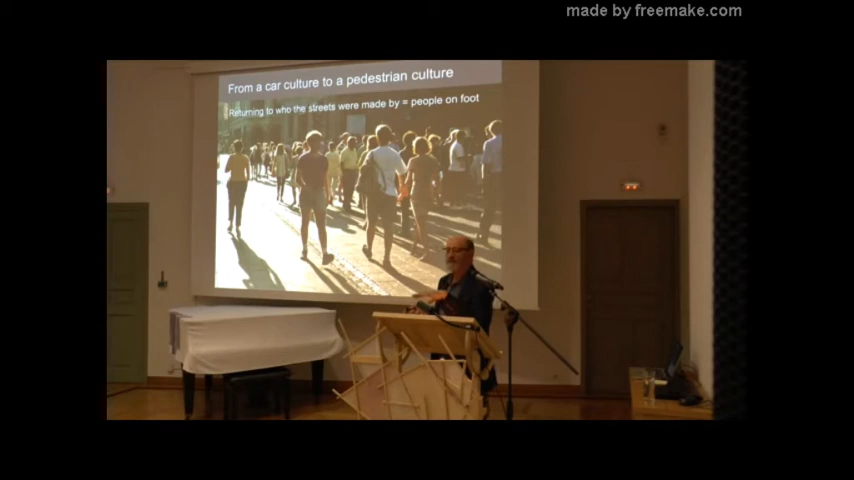 made by freemake.com
From a car culture to a pedestrian culture
Returning to who the streets were made by = people on foot